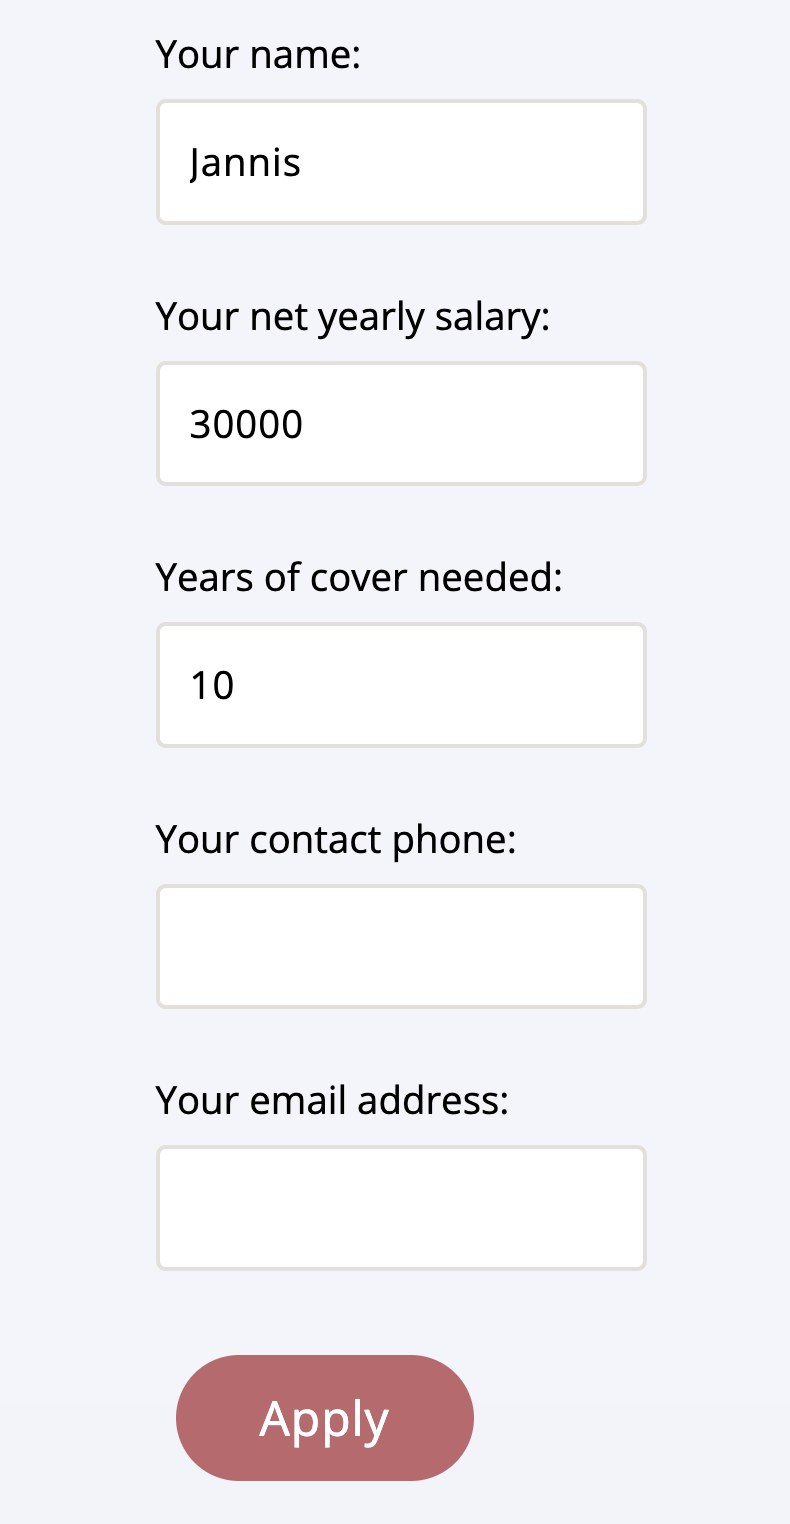 Your name:
Jannis
Your net yearly salary:
30000
Years of cover needed:
10
Your contact phone:
Your email address:
Apply